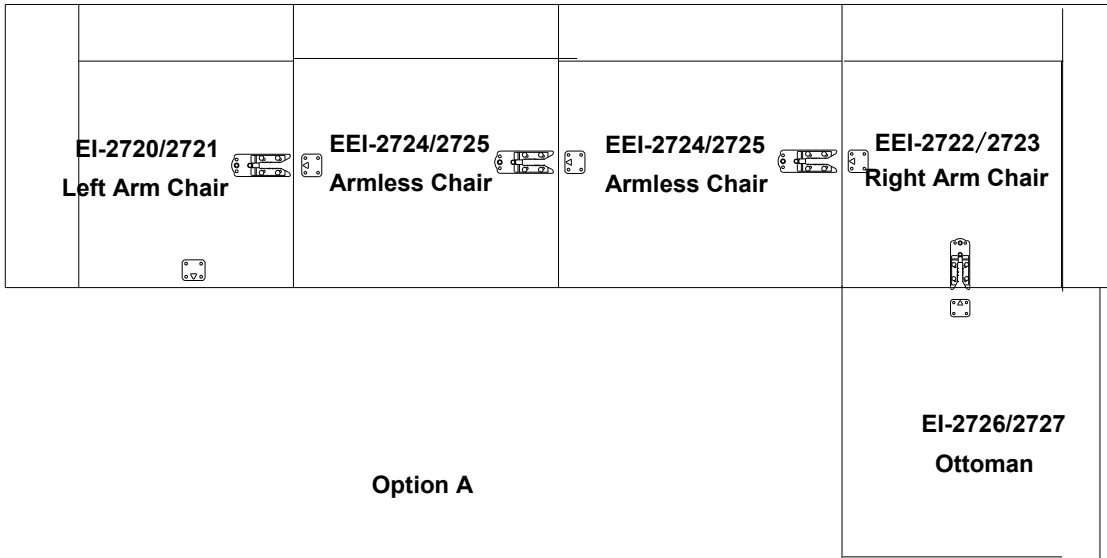 EI-2720/2721
Left Arm Chair
EEI-2724/2725
Armless Chair
EEI-2724/2725
Armless Chair
EEI-2722/2723
Right Arm Chair
EI-2726/2727
Ottoman
Option A